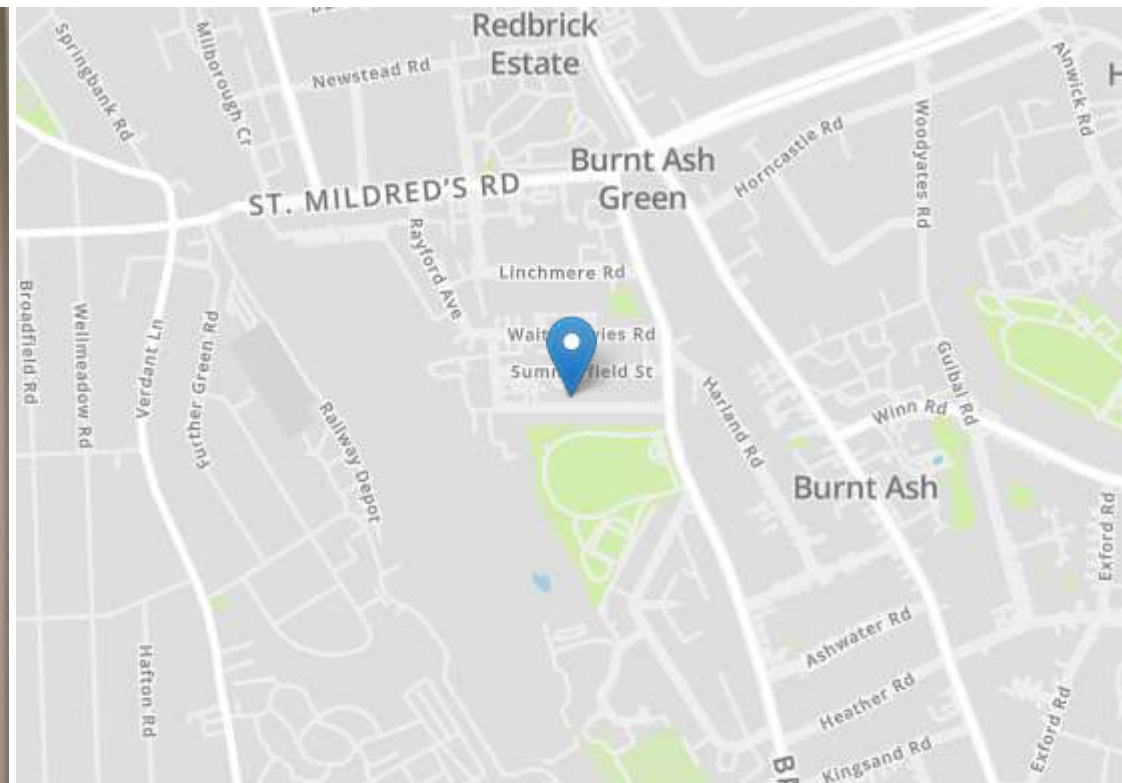 Redbrick
Estate
Springbank Rd
Milborough Cr
Newstead Rd
Alnwick Rd
Woodyates Rd
Horncastle Rd
Burnt Ash
Green
ST. MILDRED'S RD
Rayford Ave
Linchmere Rd
Broadfield Rd
Wellmeadow Rd
Verdant Ln
Further Green Rd
Railway Depot
Harland Rd
Guibal Rd
Winn Rd
Burnt Ash
Exford Rd
Ashwater Rd
Heather Rd
Kingsand Rd
Exford Rd
Hafton Rd